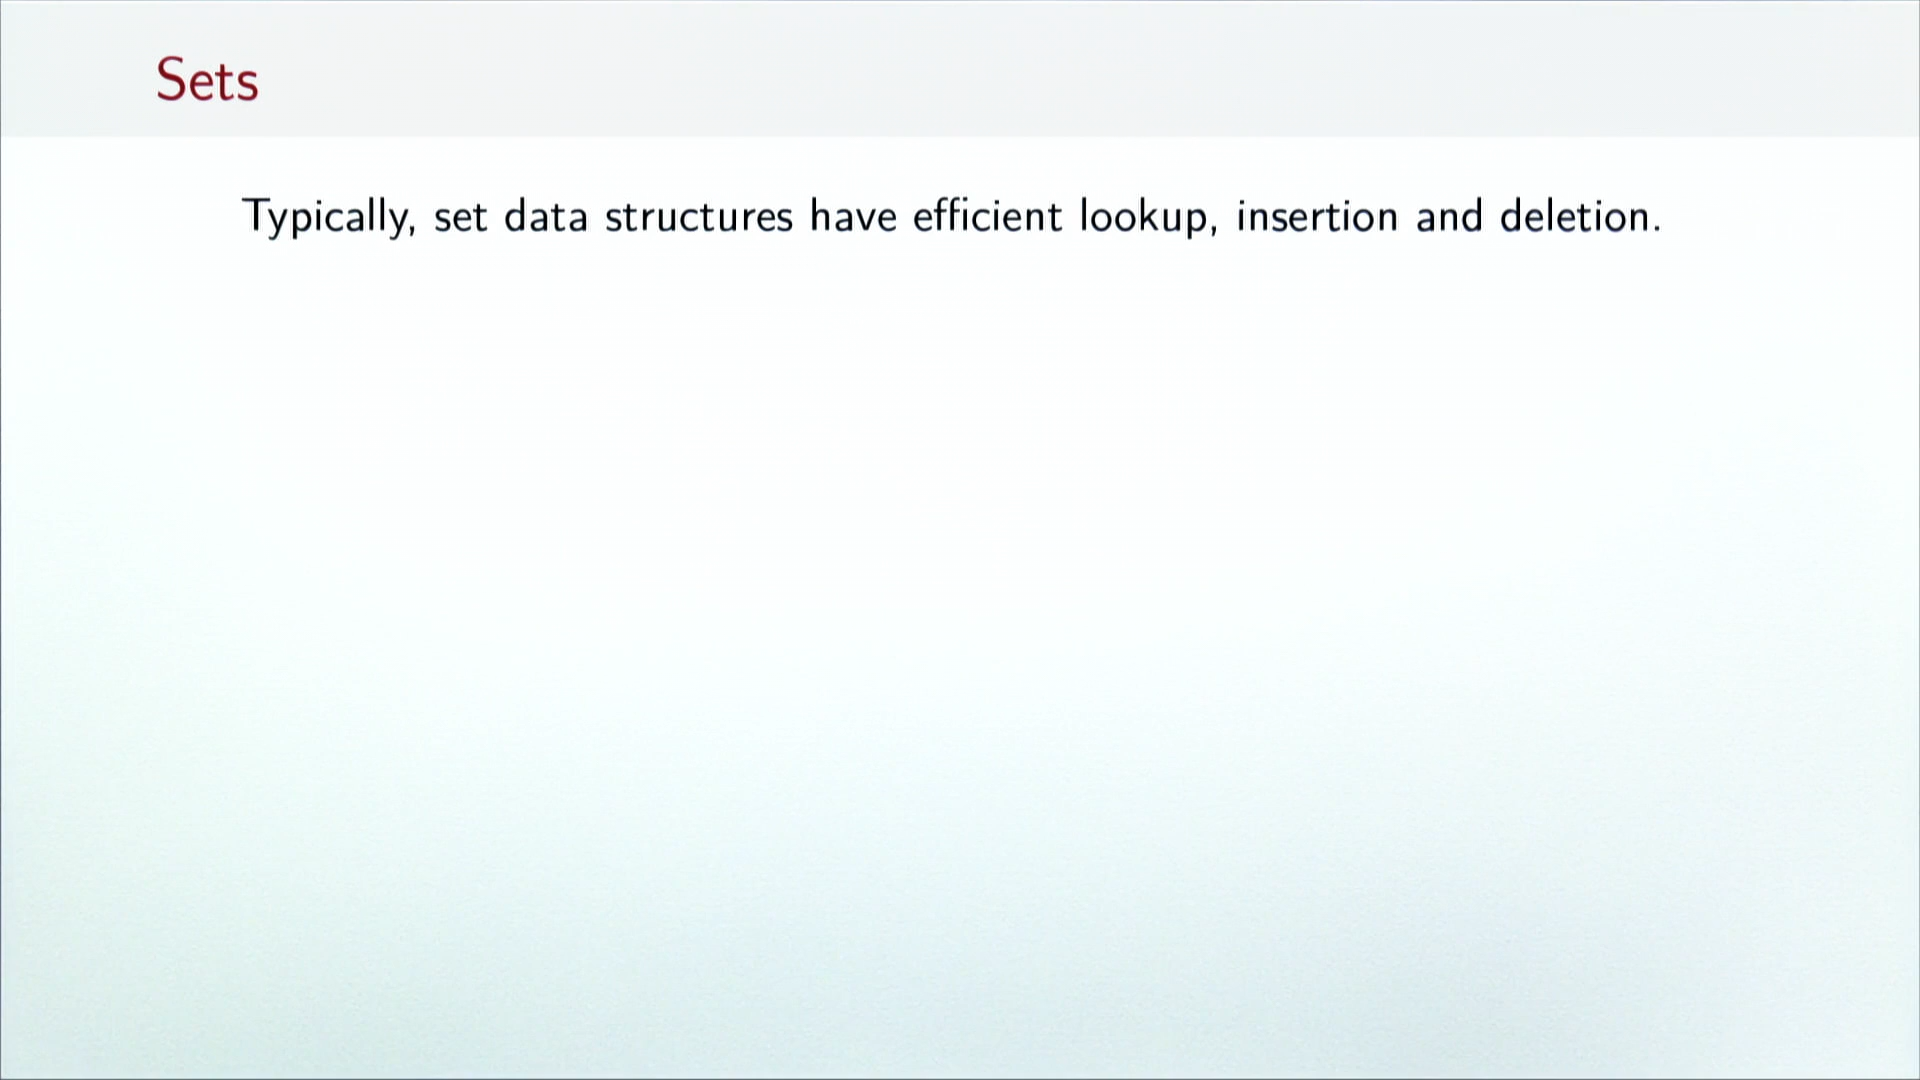 Sets
Typically, set data structures have efficient lookup, insertion and deletion.